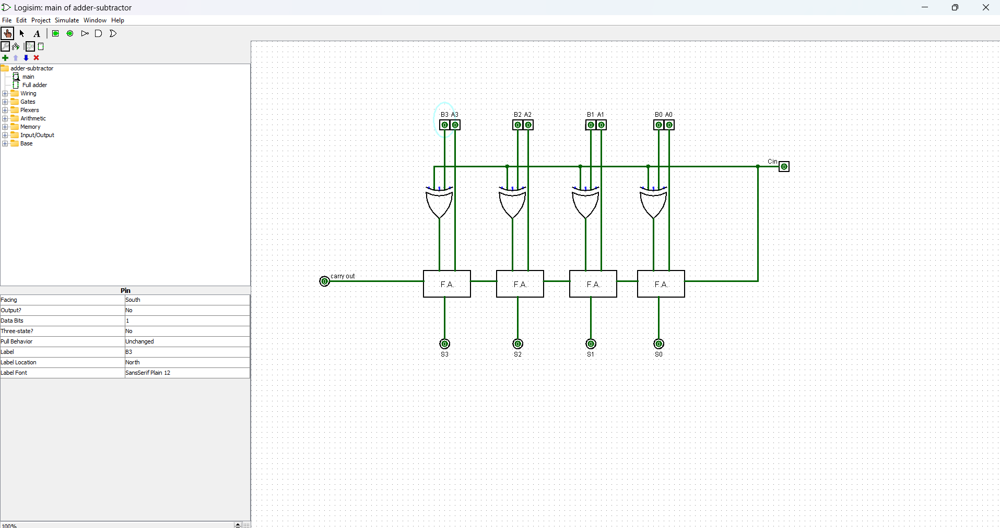 Logisim: main of adder-subtractor
File Edit Project Simulate Window Help
A
adder-subtractor
main
Full adder
Wiring
Gates
Plexers
Arithmetic
Memory
Input/Output
Base
Pin
Facing South
Output? No
Data Bits 1
Three-state? No
Pull Behavior Unchanged
Label B3
Label Location North
Label Font SansSerif Plain 12
100%
B3 A3 B2 A2 B1 A1 B0 A0
0 0 0 0 0 0 0 0
Cin 0
carry out
0 F.A. F.A. F.A. F.A.
0 0 0 0
S3 S2 S1 S0